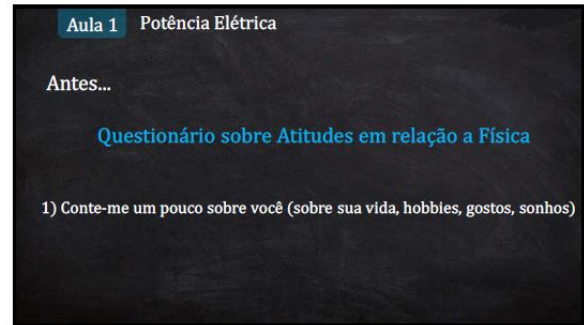 Aula 1 Potência Elétrica
Antes...
Questionário sobre Atitudes em relação a Física
1) Conte-me um pouco sobre você (sobre sua vida, hobbies, gostos, sonhos)